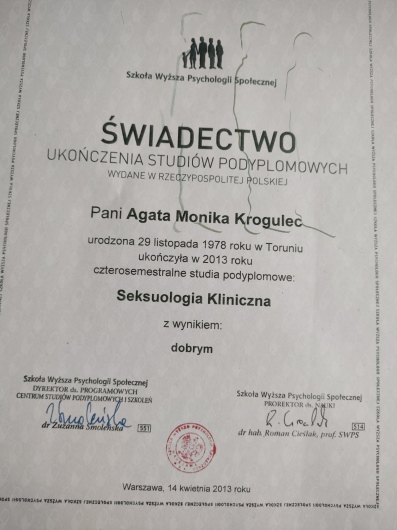 Szkoła Wyższa Psychologii Społecznej
ŚWIADECTWO
UKOŃCZENIA STUDIÓW PODYPLOMOWYCH
WYDANE W RZECZYPOSPOLITEJ POLSKIEJ
Pani Agata Monika Krogulec
urodzona 29 listopada 1978 roku w Toruniu
ukończyła w 2013 roku
czterosemestralne studia podyplomowe:
Seksuologia Kliniczna
z wynikiem:
dobrym
Szkoła Wyższa Psychologii Społecznej
DYREKTOR ds. PROGRAMOWYCH
CENTRUM STUDIÓW PODYPLOMOWYCH I SZKOLEŃ
dr Zuzanna Smoleńska
551
Szkoła Wyższa Psychologii Społecznej
PROREKTOR ds. NAUKI
dr hab. Roman Cieślak, prof. SWPS
514
Warszawa, 14 kwietnia 2013 roku